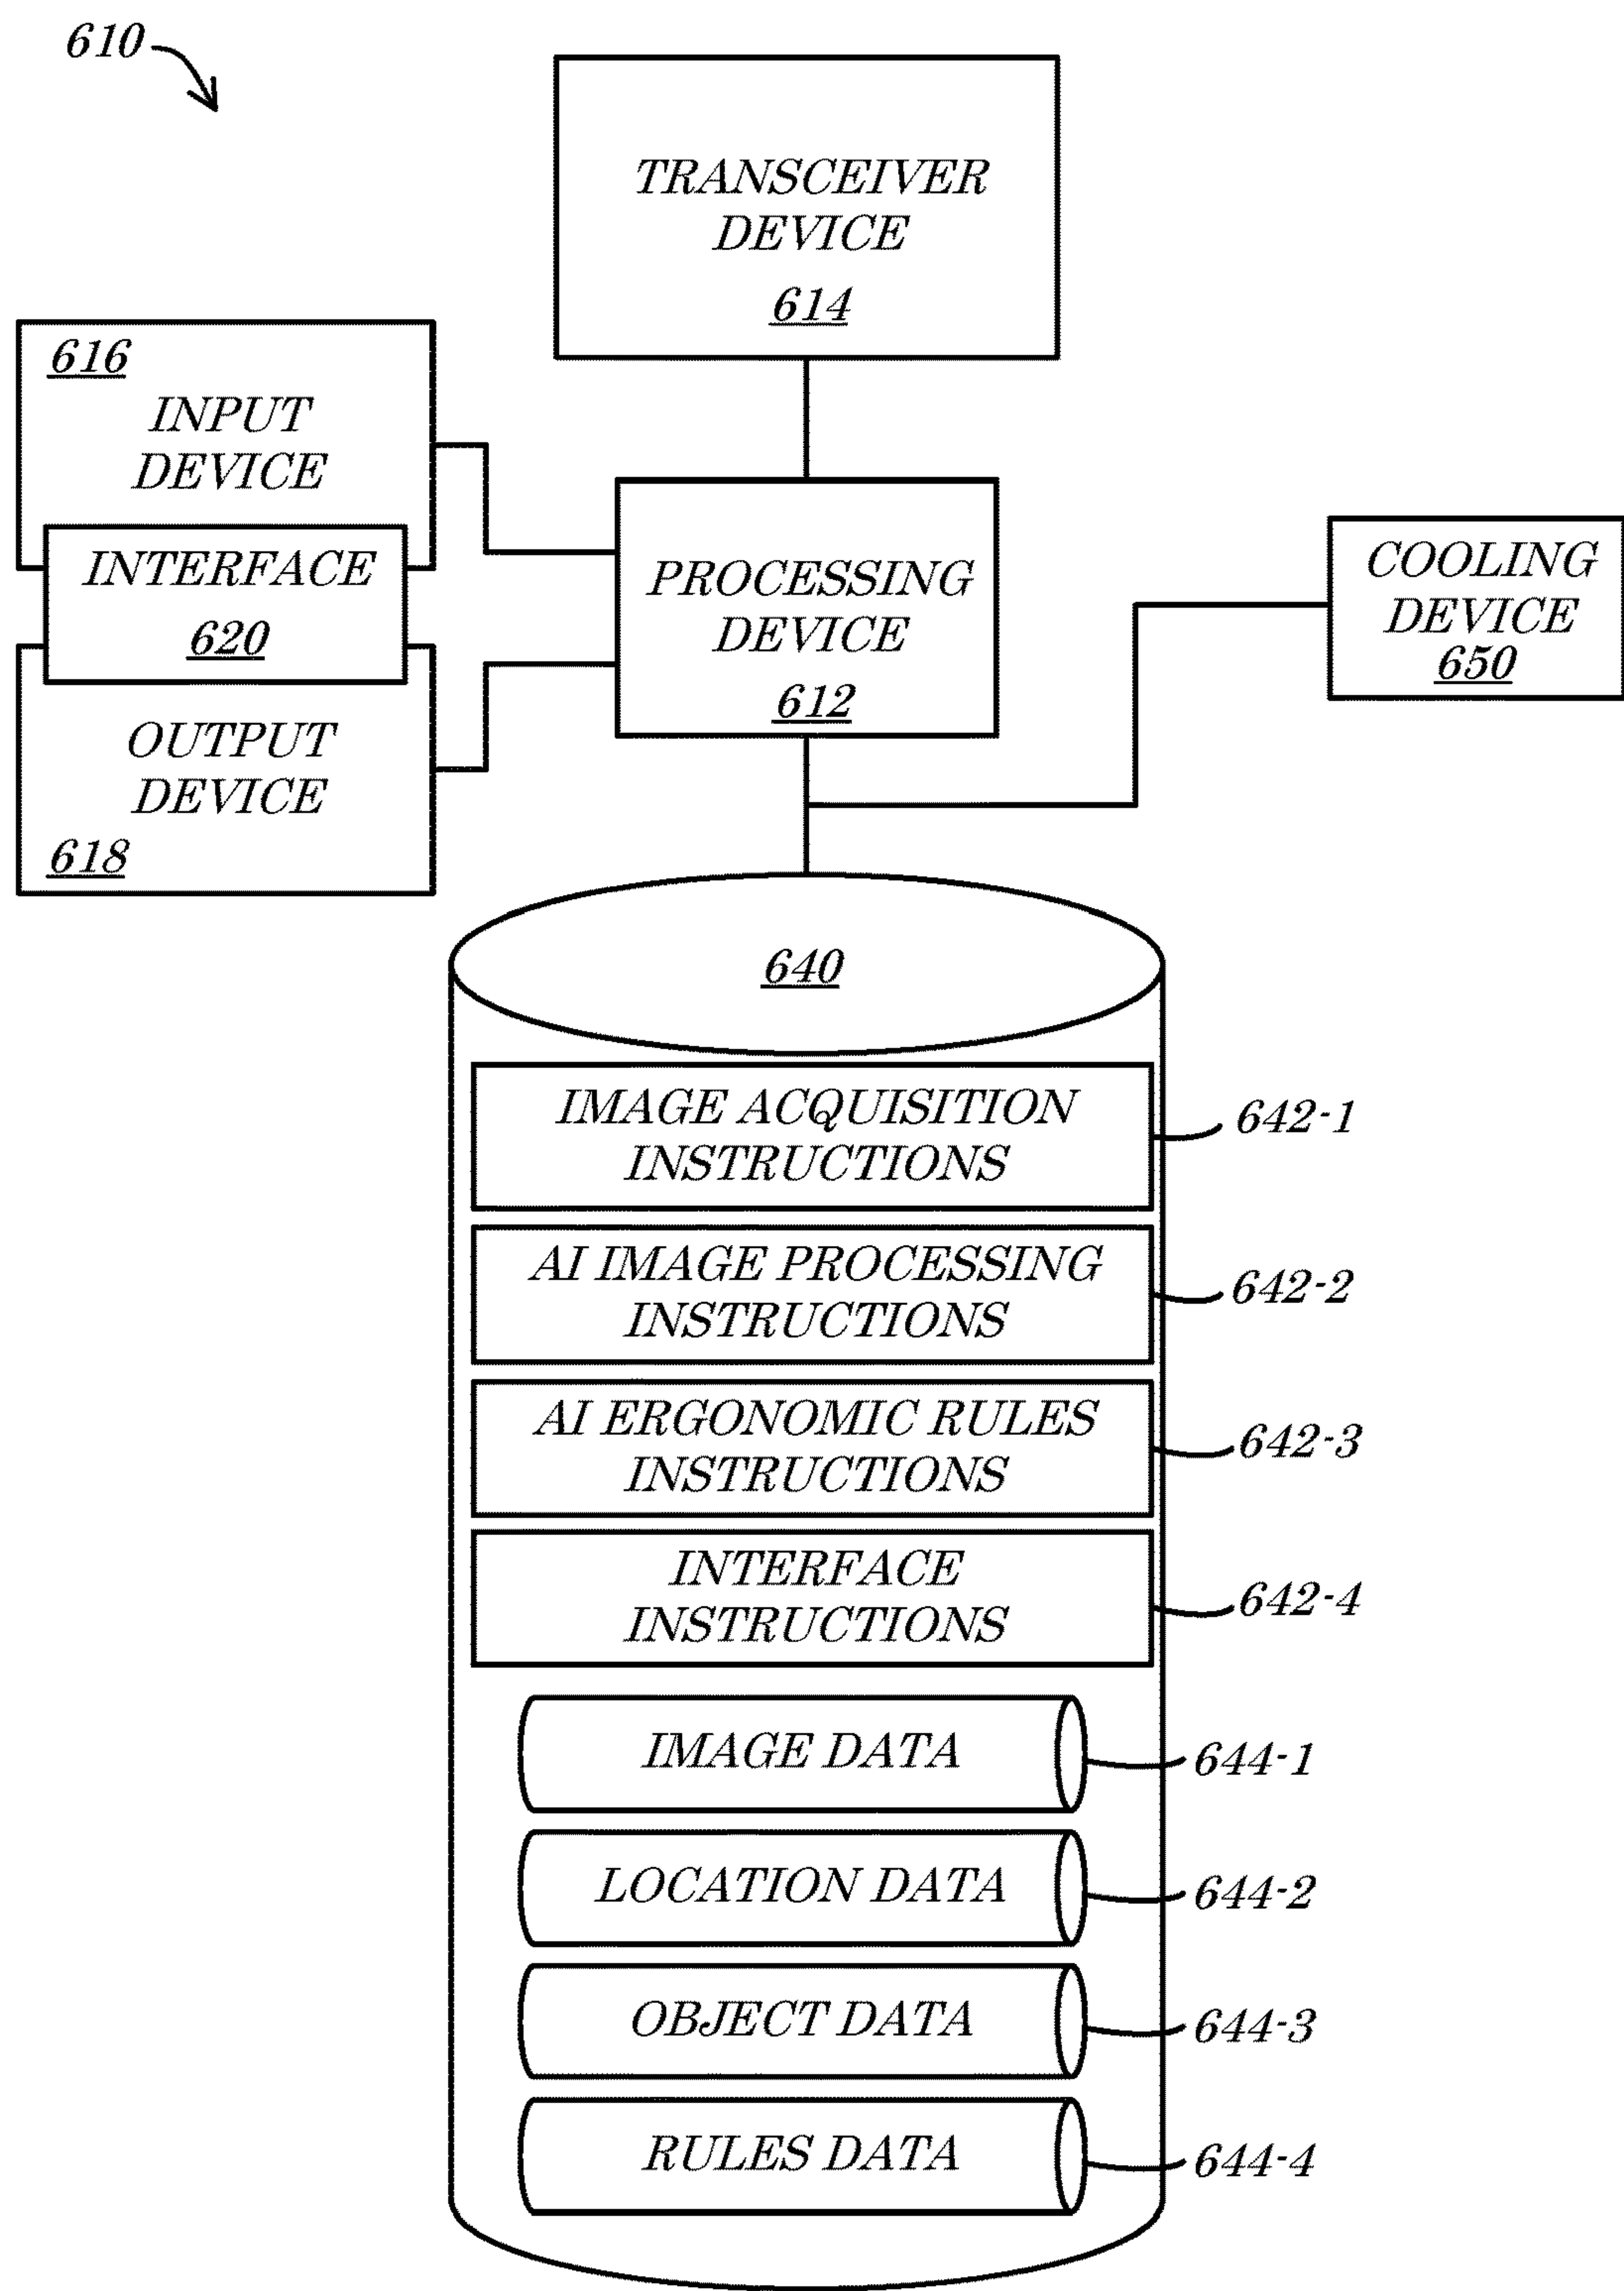 610
TRANSCEIVER
DEVICE
614
616
INPUT
DEVICE
INTERFACE
620
OUTPUT
DEVICE
618
PROCESSING
DEVICE
612
COOLING
DEVICE
650
640
IMAGE ACQUISITION
INSTRUCTIONS
642-1
AI IMAGE PROCESSING
INSTRUCTIONS
642-2
AI ERGONOMIC RULES
INSTRUCTIONS
642-3
INTERFACE
INSTRUCTIONS
642-4
IMAGE DATA
644-1
LOCATION DATA
644-2
OBJECT DATA
644-3
RULES DATA
644-4